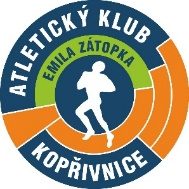 ATLETICKÝ KLUB
EMILA ZÁTOPKA
KOPŘIVNICE